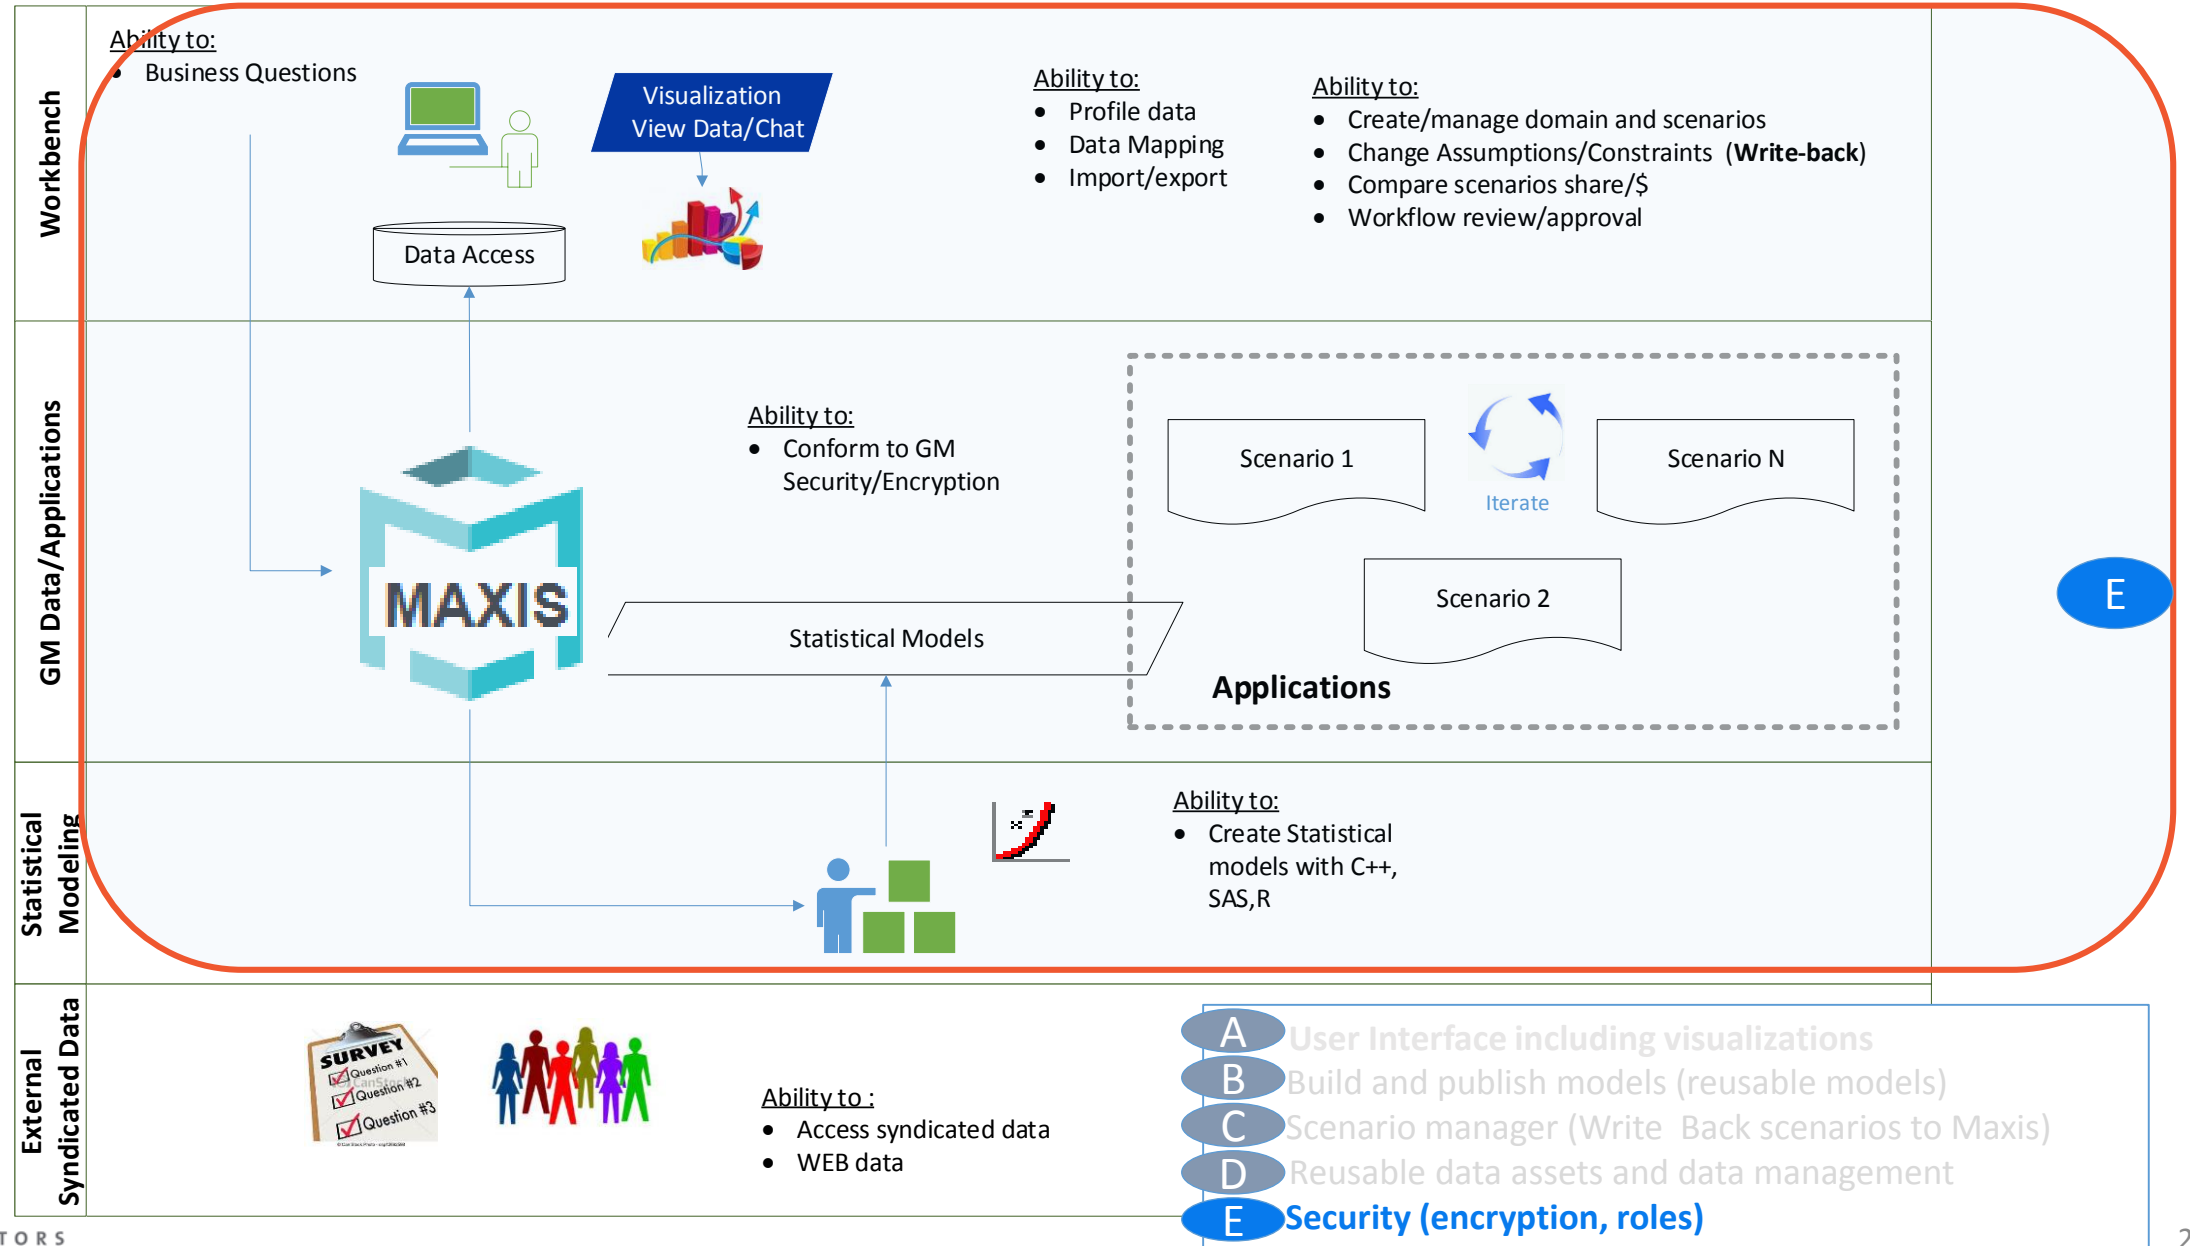 Workbench
Ability to:
• Business Questions
Visualization
View Data/Chat
Data Access
Ability to:
• Profile data
• Data Mapping
• Import/export
Ability to:
• Create/manage domain and scenarios
• Change Assumptions/Constraints (Write-back)
• Compare scenarios share/$
• Workflow review/approval
GM Data/Applications
MAXIS
Ability to:
• Conform to GM
Security/Encryption
Statistical Models
Scenario 1
Iterate
Scenario N
Scenario 2
Applications
E
Statistical
Modeling
Ability to:
• Create Statistical
models with C++,
SAS,R
External
Syndicated Data
SURVEY
Question #1
Question #2
Question #3
Ability to :
• Access syndicated data
• WEB data
A User Interface including visualizations
B Build and publish models (reusable models)
C Scenario manager (Write Back scenarios to Maxis)
D Reusable data assets and data management
E Security (encryption, roles)
TORS
2